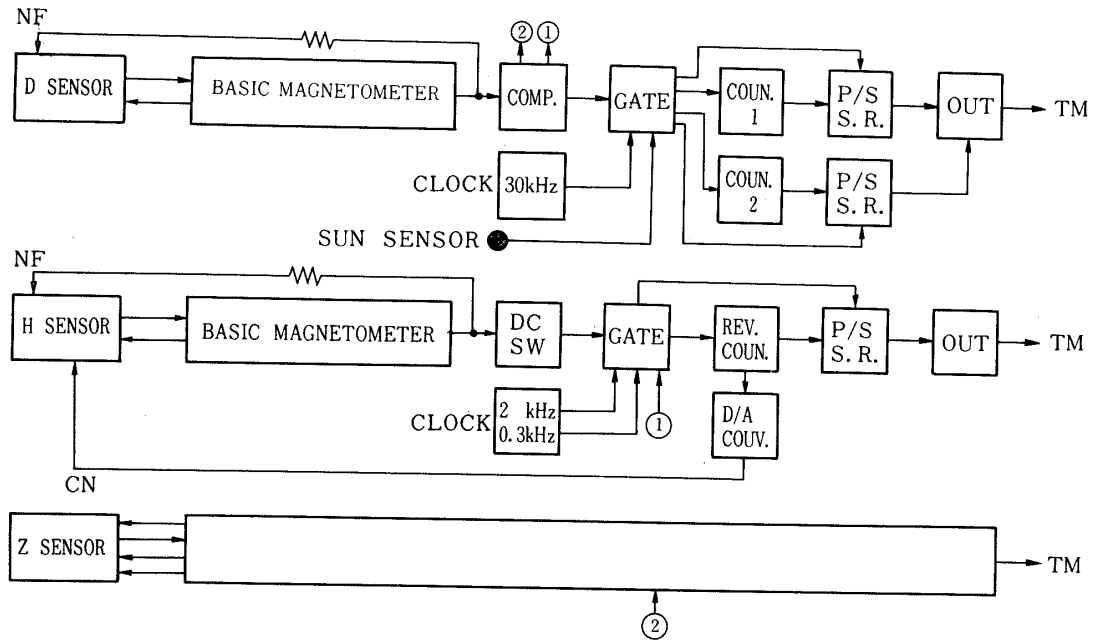 NF
② ①
D SENSOR
BASIC MAGNETOMETER
COMP.
GATE
COUN.
1
P/S
S.R.
OUT
TM
CLOCK
30kHz
COUN.
2
P/S
S.R.
SUN SENSOR
NF
H SENSOR
BASIC MAGNETOMETER
DC
SW
GATE
REV.
COUN.
P/S
S.R.
OUT
TM
CLOCK
2 kHz
0.3kHz
①
D/A
COUV.
CN
Z SENSOR
TM
②